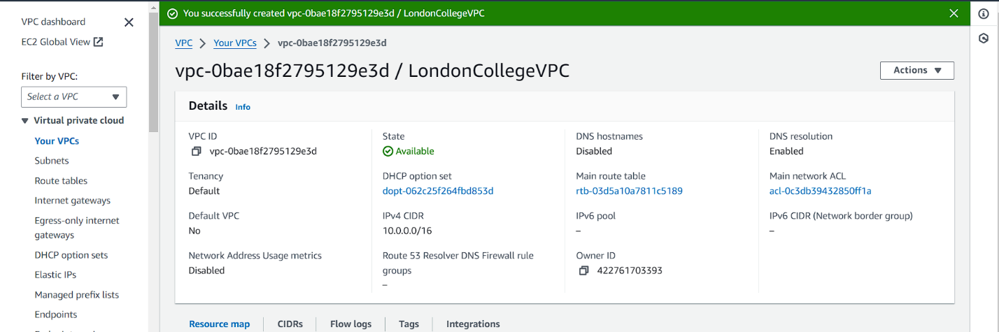 You successfully created vpc-0bae18f2795129e3d / LondonCollegeVPC
VPC dashboard
EC2 Global View
Filter by VPC:
Select a VPC
Virtual private cloud
Your VPCs
Subnets
Route tables
Internet gateways
Egress-only internet
gateways
DHCP option sets
Elastic IPs
Managed prefix lists
Endpoints
VPC
Your VPCs
vpc-0bae18f2795129e3d
vpc-0bae18f2795129e3d / LondonCollegeVPC
Actions
Details Info
VPC ID
vpc-0bae18f2795129e3d
State
Available
DNS hostnames
Disabled
DNS resolution
Enabled
Tenancy
Default
DHCP option set
dopt-062c25f264fbd853d
Main route table
rtb-03d5a10a7811c5189
Main network ACL
acl-0c3db39432850ff1a
Default VPC
No
IPv4 CIDR
10.0.0.0/16
IPv6 pool
–
IPv6 CIDR (Network border group)
–
Network Address Usage metrics
Disabled
Route 53 Resolver DNS Firewall rule
groups
–
Owner ID
422761703393
Resource map
CIDRs
Flow logs
Tags
Integrations